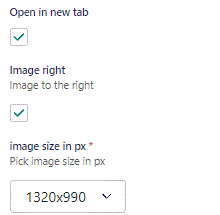 Open in new tab
Image right
Image to the right
image size in px *
Pick image size in px
1320x990